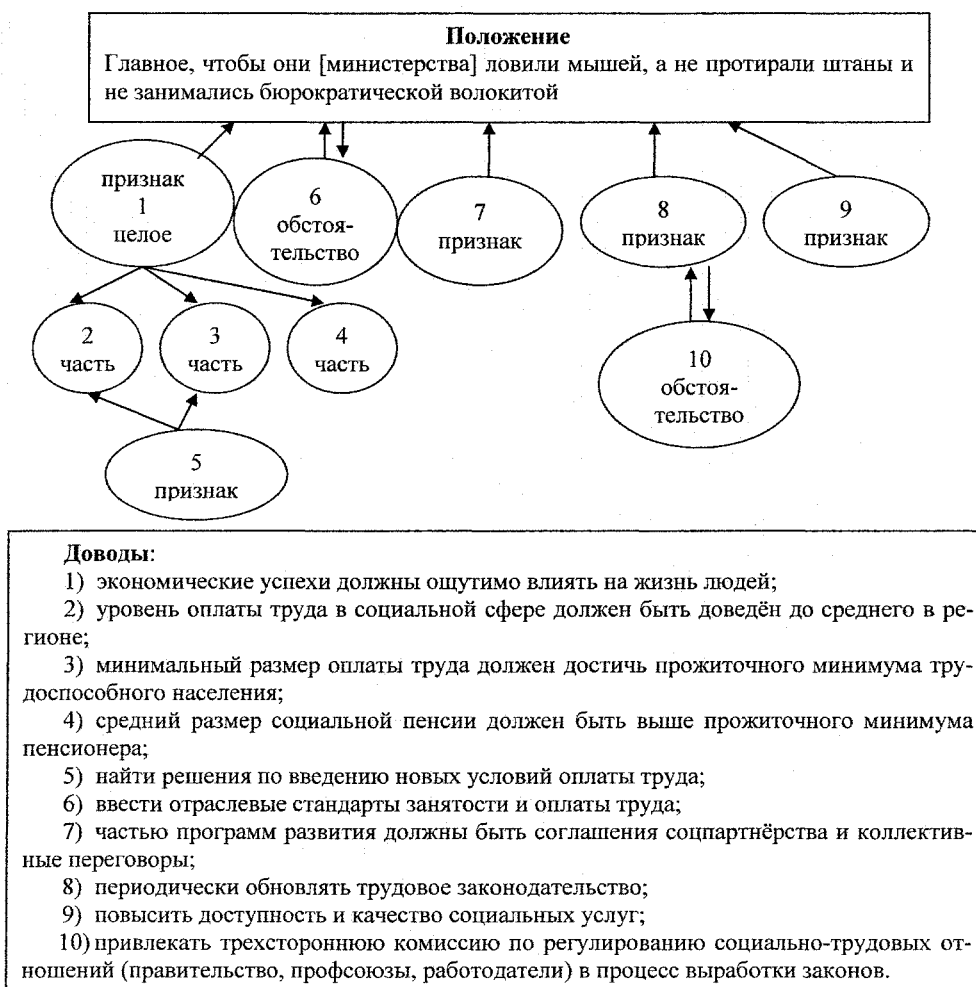 Положение
Главное, чтобы они [министерства] ловили мышей, а не протирали штаны и
не занимались бюрократической волокитой
признак
1
целое
6
обстоя-
тельство
7
признак
8
признак
9
признак
2
часть
3
часть
4
часть
10
обстоя-
тельство
5
признак
Доводы:
1) экономические успехи должны ощутимо влиять на жизнь людей;
2) уровень оплаты труда в социальной сфере должен быть доведён до среднего в ре-
гионе;
3) минимальный размер оплаты труда должен достичь прожиточного минимума тру-
доспособного населения;
4) средний размер социальной пенсии должен быть выше прожиточного минимума
пенсионера;
5) найти решения по введению новых условий оплаты труда;
6) ввести отраслевые стандарты занятости и оплаты труда;
7) частью программ развития должны быть соглашения соцпартнёрства и коллектив-
ные переговоры;
8) периодически обновлять трудовое законодательство;
9) повысить доступность и качество социальных услуг;
10) привлекать трехстороннюю комиссию по регулированию социально-трудовых от-
ношений (правительство, профсоюзы, работодатели) в процесс выработки законов.